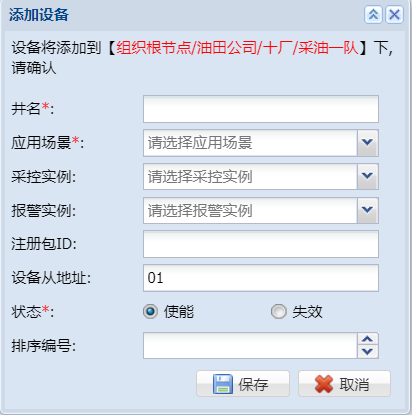 添加设备
设备将添加到【组织根节点/油田公司/十厂/采油一队】下,
请确认
井名*:
应用场景*: 请选择应用场景
采控实例: 请选择采控实例
报警实例: 请选择报警实例
注册包ID:
设备从地址: 01
状态*: 使能 失效
排序编号:
保存 取消